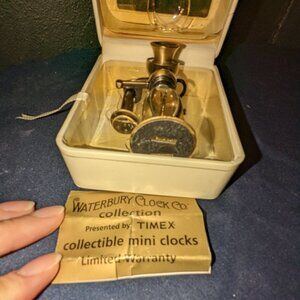 WATERBURY CLOCK CO.
collection
Presented by TIMEX
collectible mini clocks
Limited Warranty